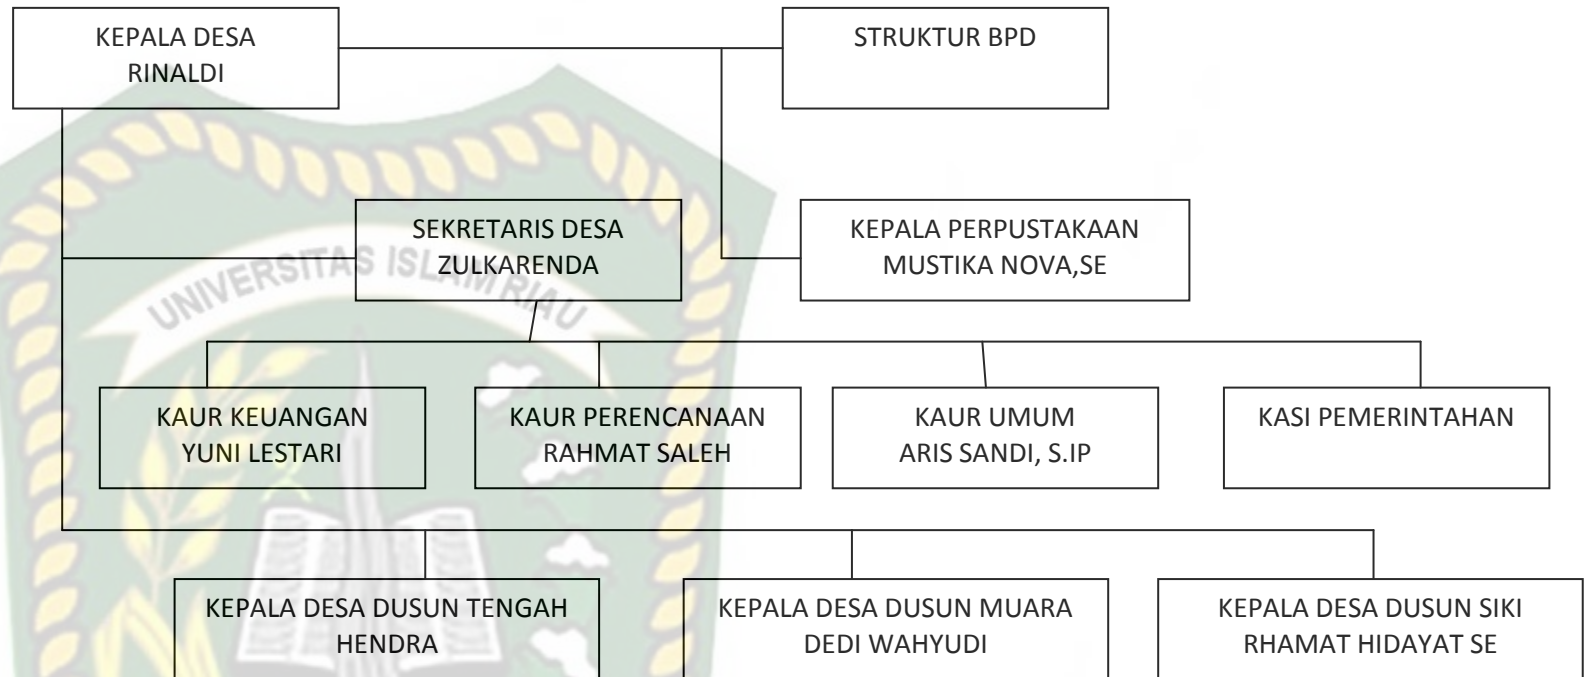 KEPALA DESA
RINALDI
STRUKTUR BPD
SEKRETARIS DESA
ZULKARENDA
KEPALA PERPUSTAKAAN
MUSTIKA NOVA,SE
UNIVERSITAS ISLAM RIAU
KAUR KEUANGAN
YUNI LESTARI
KAUR PERENCANAAN
RAHMAT SALEH
KAUR UMUM
ARIS SANDI, S.IP
KASI PEMERINTAHAN
KEPALA DESA DUSUN TENGAH
HENDRA
KEPALA DESA DUSUN MUARA
DEDI WAHYUDI
KEPALA DESA DUSUN SIKI
RHAMAT HIDAYAT SE